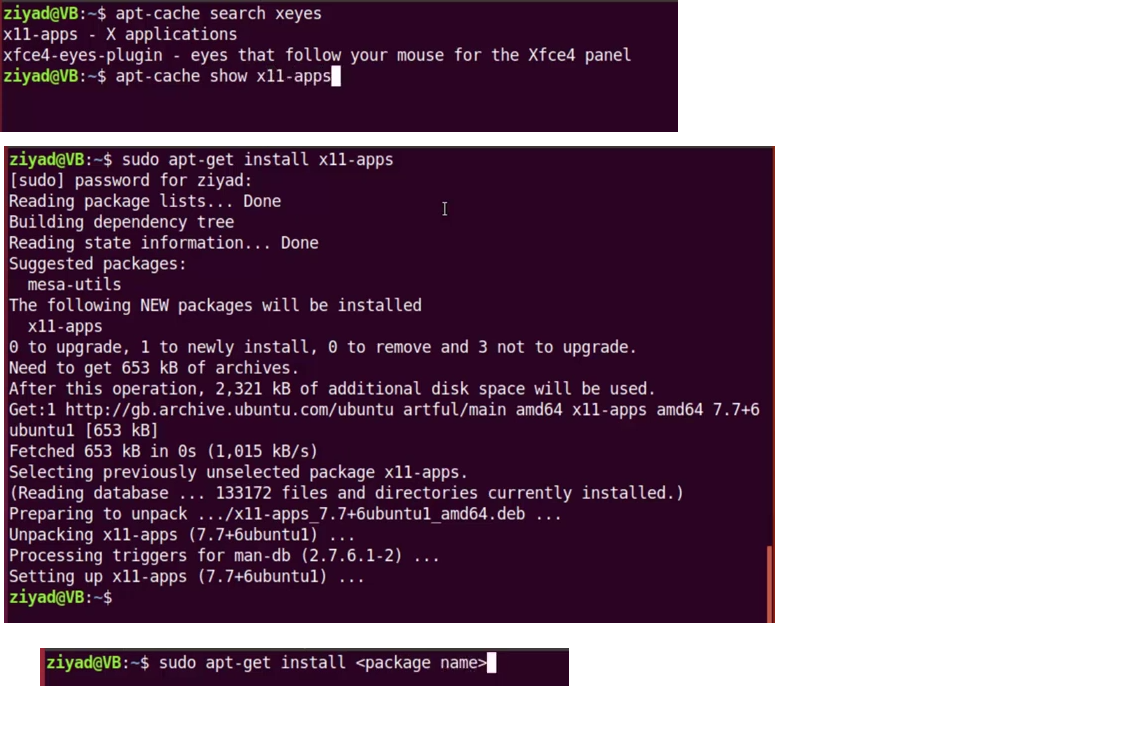 ziyad@VB:~$ apt-cache search xeyes
x11-apps - X applications
xfce4-eyes-plugin - eyes that follow your mouse for the Xfce4 panel
ziyad@VB:~$ apt-cache show x11-apps
ziyad@VB:~$ sudo apt-get install x11-apps
[sudo] password for ziyad:
Reading package lists... Done
Building dependency tree
Reading state information... Done
Suggested packages:
  mesa-utils
The following NEW packages will be installed
  x11-apps
0 to upgrade, 1 to newly install, 0 to remove and 3 not to upgrade.
Need to get 653 kB of archives.
After this operation, 2,321 kB of additional disk space will be used.
Get:1 http://gb.archive.ubuntu.com/ubuntu artful/main amd64 x11-apps amd64 7.7+6
ubuntu1 [653 kB]
Fetched 653 kB in 0s (1,015 kB/s)
Selecting previously unselected package x11-apps.
(Reading database ... 133172 files and directories currently installed.)
Preparing to unpack .../x11-apps_7.7+6ubuntu1_amd64.deb ...
Unpacking x11-apps (7.7+6ubuntu1) ...
Processing triggers for man-db (2.7.6.1-2) ...
Setting up x11-apps (7.7+6ubuntu1) ...
ziyad@VB:~$
ziyad@VB:~$ sudo apt-get install <package name>